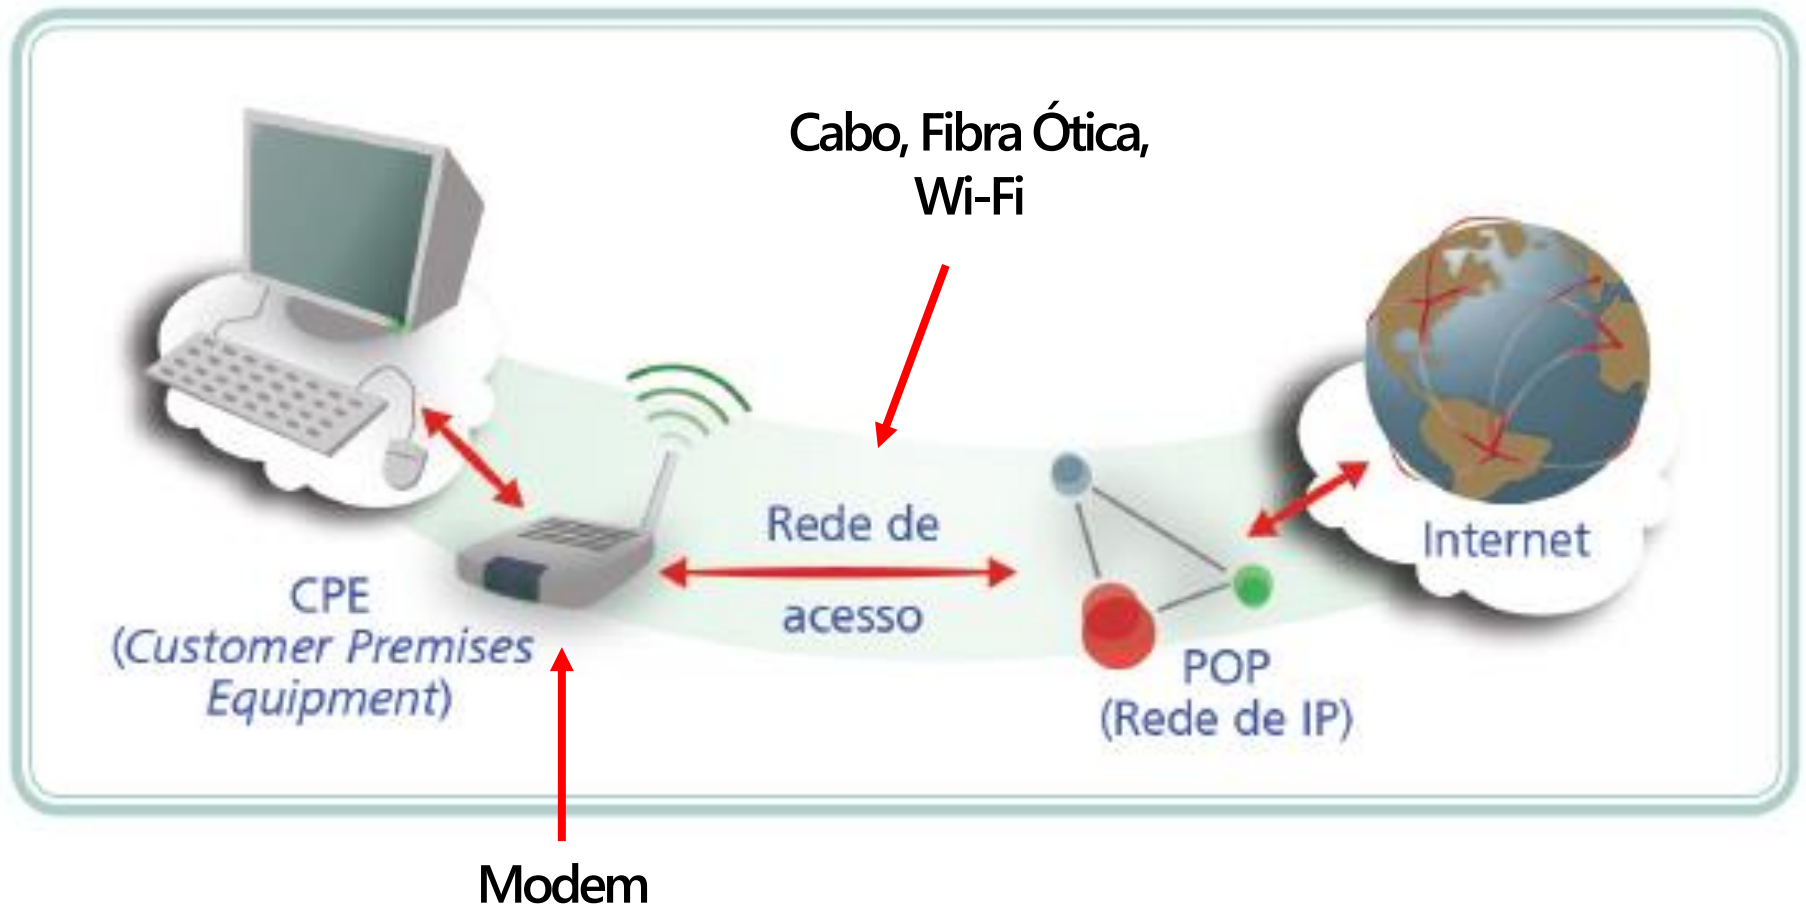 Cabo, Fibra Ótica,
Wi-Fi
Rede de
acesso
Internet
CPE
(Customer Premises
Equipment)
POP
(Rede de IP)
Modem